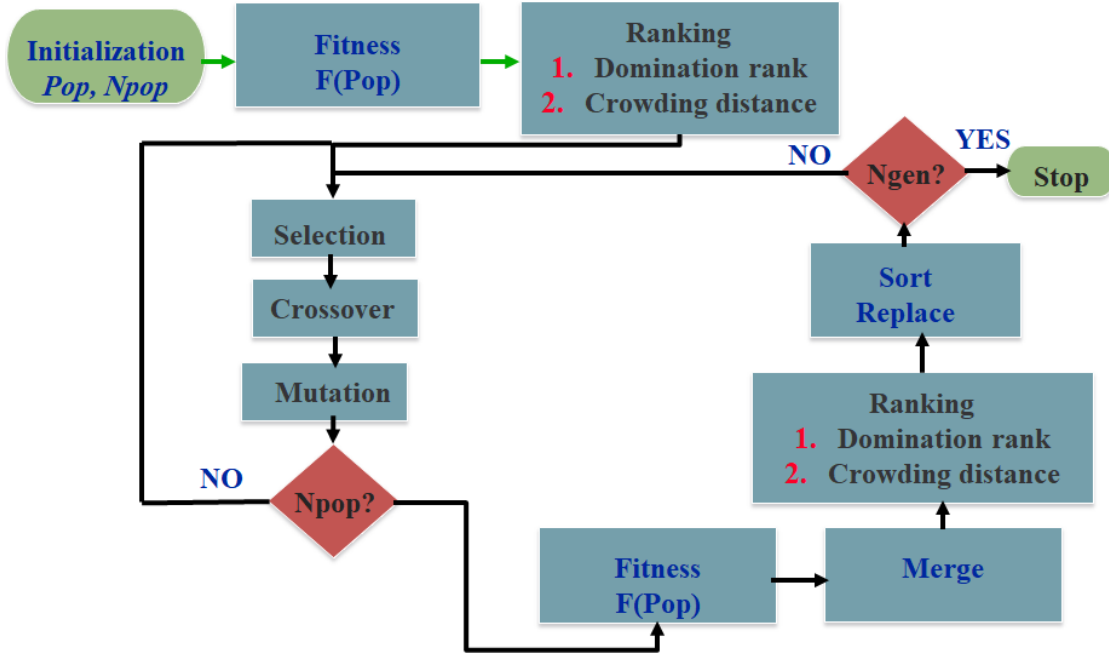 Initialization
Pop, Npop
Fitness
F(Pop)
Ranking
1. Domination rank
2. Crowding distance
NO
Ngen?
YES
Stop
Selection
Crossover
Mutation
NO
Npop?
Fitness
F(Pop)
Merge
Ranking
1. Domination rank
2. Crowding distance
Sort
Replace